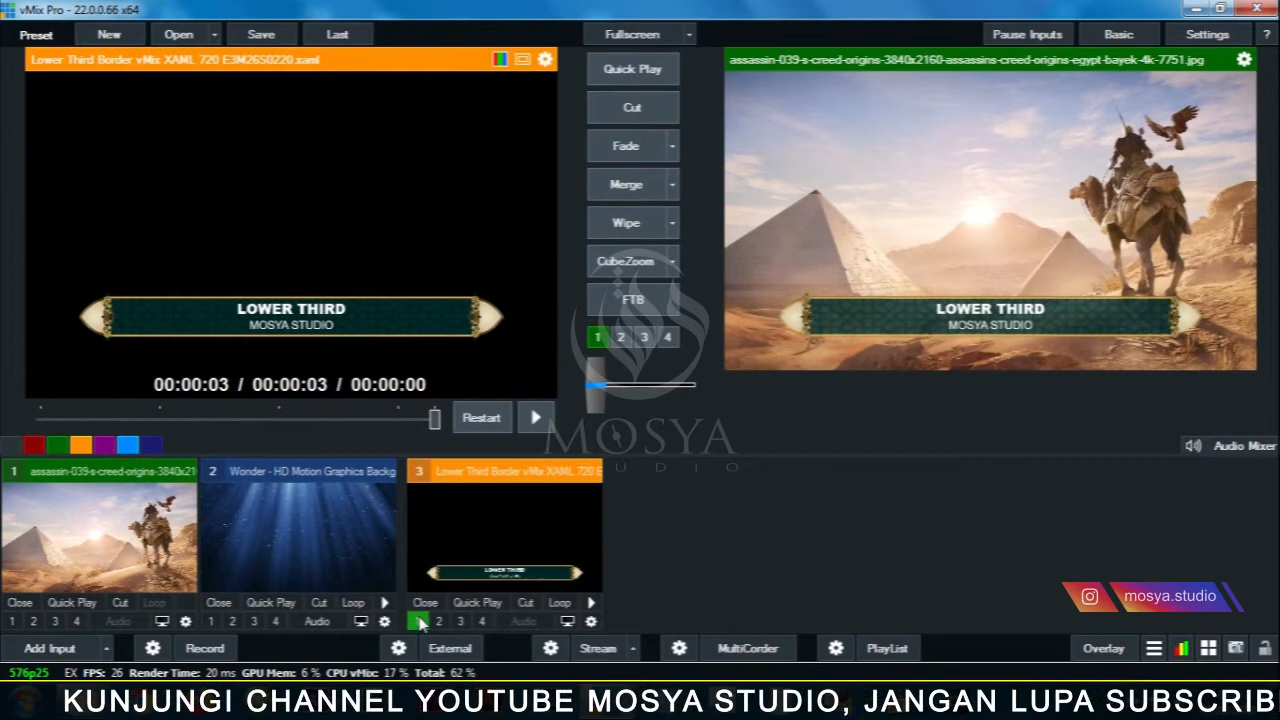 vMix Pro - 22.0.0.66 x64
Preset New Open Save Last Fullscreen Pause Inputs Basic Settings ?
Lower Third Border vMix XAML 720 E3M26S0220.xaml
assassin-039-s-creed-origins-3840x2160-assassins-creed-origins-egypt-bayek-4k-7751.jpg
Quick Play
Cut
Fade
Merge
Wipe
CubeZoom
FTB
1 2 3 4
LOWER THIRD
MOSYA STUDIO
LOWER THIRD
MOSYA STUDIO
00:00:03 / 00:00:03 / 00:00:00
Restart
MOSYA
STUDIO
Audio Mixer
1 assassin-039-s-creed-origins-3840x21
2 Wonder - HD Motion Graphics Backg
3 Lower Third Border vMix XAML 720 E
LOWER THIRD
Close Quick Play Cut Loop
Close Quick Play Cut Loop
Close Quick Play Cut Loop
1 2 3 4 Audio
1 2 3 4 Audio
1 2 3 4 Audio
mosya.studio
Add Input Record External Stream MultiCorder PlayList Overlay
576p25 EX FPS: 26 Render Time: 20 ms GPU Mem: 6 % CPU vMix: 17 % Total: 62 %
KUNJUNGI CHANNEL YOUTUBE MOSYA STUDIO, JANGAN LUPA SUBSCRIB